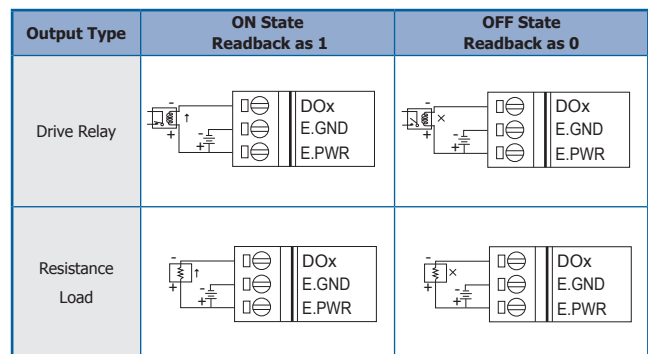 Output Type
ON State
Readback as 1
OFF State
Readback as 0
Drive Relay
-
+
↑
-
+
DOx
E.GND
E.PWR
-
+
×
-
+
DOx
E.GND
E.PWR
Resistance
Load
-
+
↑
-
+
DOx
E.GND
E.PWR
-
+
×
-
+
DOx
E.GND
E.PWR